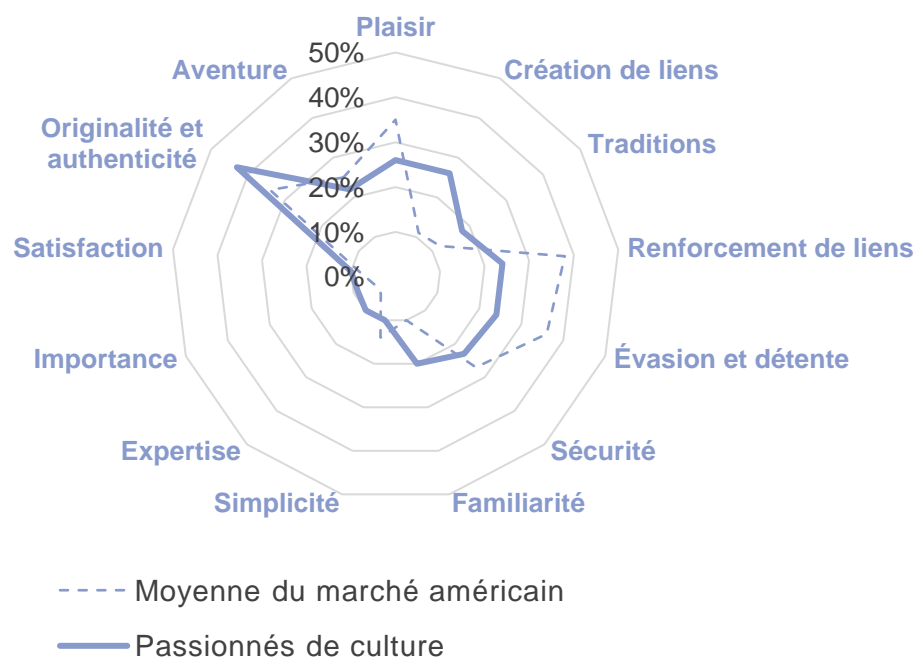 Plaisir
50%
Aventure
Création de liens
40%
Originalité et
authenticité
30%
Traditions
20%
10%
Satisfaction
Renforcement de liens
0%
Importance
Évasion et détente
Expertise
Sécurité
Simplicité
Familiarité
Moyenne du marché américain
Passionnés de culture